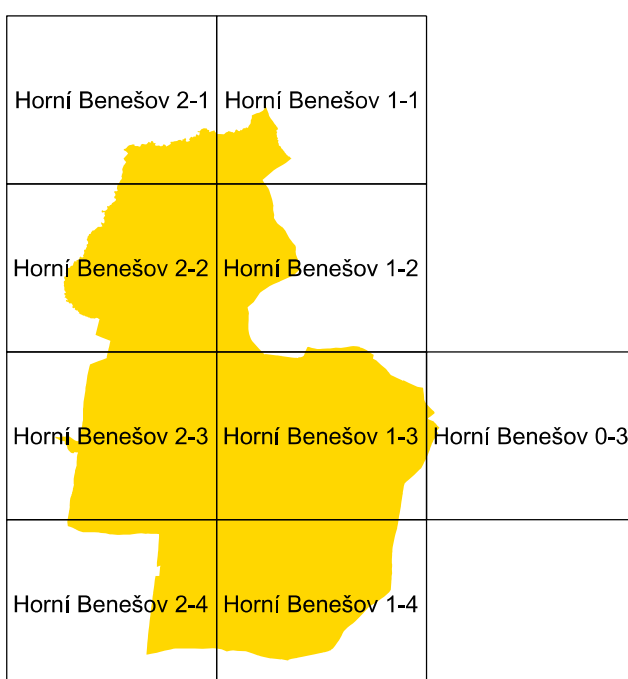 Horní Benešov 2-1
Horní Benešov 1-1
Horní Benešov 2-2
Horní Benešov 1-2
Horní Benešov 2-3
Horní Benešov 1-3
Horní Benešov 0-3
Horní Benešov 2-4
Horní Benešov 1-4